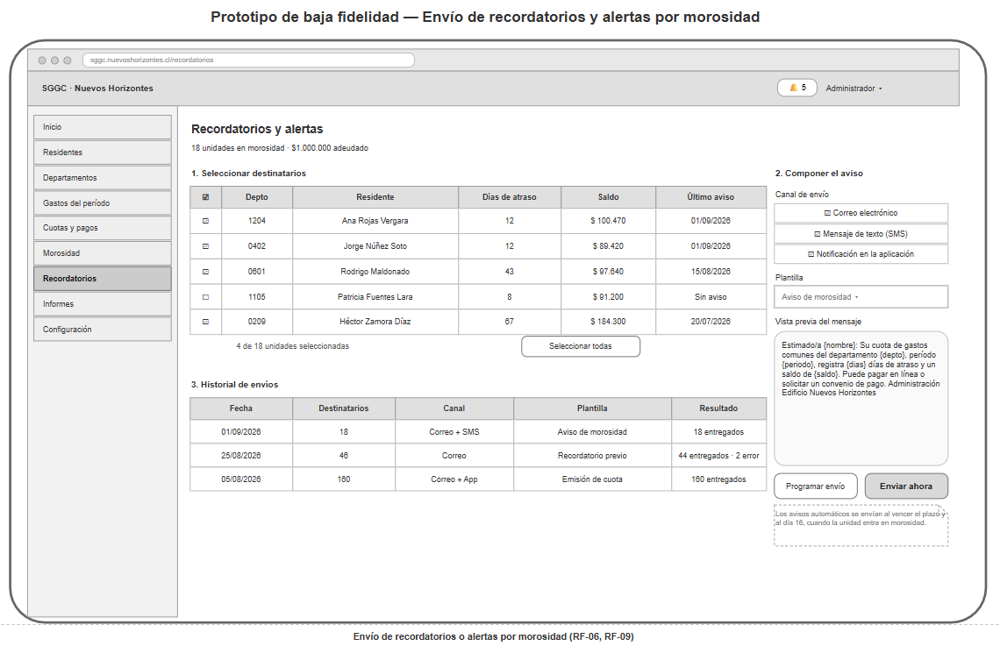 Prototipo de baja fidelidad — Envío de recordatorios y alertas por morosidad
sggc.nuevoshorizontes.cl/recordatorios
SGGC · Nuevos Horizontes
5
Administrador
Inicio
Residentes
Departamentos
Gastos del período
Cuotas y pagos
Morosidad
Recordatorios
Informes
Configuración
Recordatorios y alertas
18 unidades en morosidad · $1.000.000 adeudado
1. Seleccionar destinatarios
Depto Residente Días de atraso Saldo Último aviso
1204 Ana Rojas Vergara 12 $ 100.470 01/09/2026
0402 Jorge Núñez Soto 12 $ 89.420 01/09/2026
0601 Rodrigo Maldonado 43 $ 97.640 15/08/2026
1105 Patricia Fuentes Lara 8 $ 91.200 Sin aviso
0209 Héctor Zamora Díaz 67 $ 184.300 20/07/2026
4 de 18 unidades seleccionadas
Seleccionar todas
3. Historial de envíos
Fecha Destinatarios Canal Plantilla Resultado
01/09/2026 18 Correo + SMS Aviso de morosidad 18 entregados
25/08/2026 46 Correo Recordatorio previo 44 entregados · 2 error
05/08/2026 160 Correo + App Emisión de cuota 160 entregados
2. Componer el aviso
Canal de envío
Correo electrónico
Mensaje de texto (SMS)
Notificación en la aplicación
Plantilla
Aviso de morosidad
Vista previa del mensaje
Estimado/a {nombre}: Su cuota de gastos
comunes del departamento {depto}, período
{periodo}, registra {dias} días de atraso y un
saldo de {saldo}. Puede pagar en línea o
solicitar un convenio de pago. Administración
Edificio Nuevos Horizontes
Programar envío
Enviar ahora
Los avisos automáticos se envían al vencer el plazo y
al día 16, cuando la unidad entra en morosidad.
Envío de recordatorios o alertas por morosidad (RF-06, RF-09)